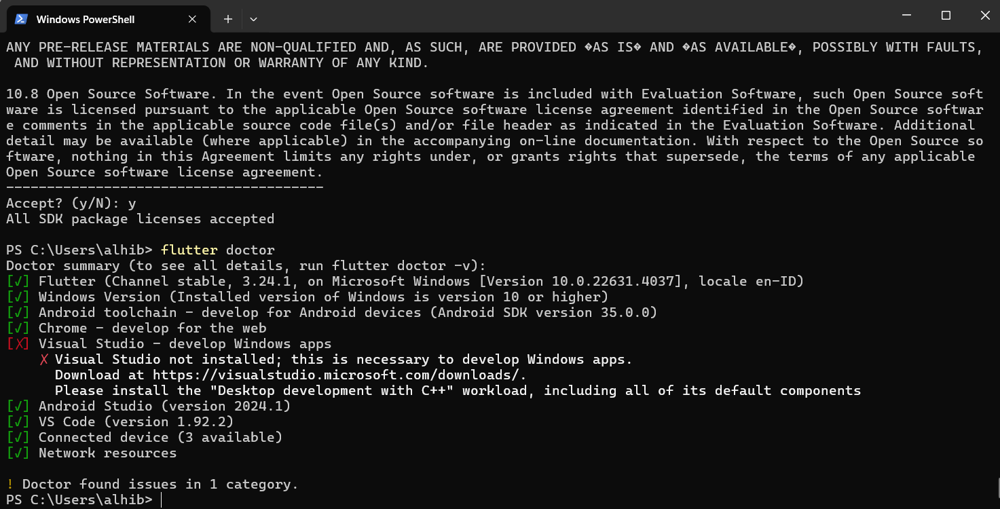 Windows PowerShell
ANY PRE-RELEASE MATERIALS ARE NON-QUALIFIED AND, AS SUCH, ARE PROVIDED �AS IS� AND �AS AVAILABLE�, POSSIBLY WITH FAULTS,
 AND WITHOUT REPRESENTATION OR WARRANTY OF ANY KIND.

10.8 Open Source Software. In the event Open Source software is included with Evaluation Software, such Open Source soft
ware is licensed pursuant to the applicable Open Source software license agreement identified in the Open Source softwar
e comments in the applicable source code file(s) and/or file header as indicated in the Evaluation Software. Additional
detail may be available (where applicable) in the accompanying on-line documentation. With respect to the Open Source so
ftware, nothing in this Agreement limits any rights under, or grants rights that supersede, the terms of any applicable
Open Source software license agreement.
---------------------------------------
Accept? (y/N): y
All SDK package licenses accepted

PS C:\Users\alhib> flutter doctor
Doctor summary (to see all details, run flutter doctor -v):
[√] Flutter (Channel stable, 3.24.1, on Microsoft Windows [Version 10.0.22631.4037], locale en-ID)
[√] Windows Version (Installed version of Windows is version 10 or higher)
[√] Android toolchain - develop for Android devices (Android SDK version 35.0.0)
[√] Chrome - develop for the web
[X] Visual Studio - develop Windows apps
    X Visual Studio not installed; this is necessary to develop Windows apps.
      Download at https://visualstudio.microsoft.com/downloads/.
      Please install the "Desktop development with C++" workload, including all of its default components
[√] Android Studio (version 2024.1)
[√] VS Code (version 1.92.2)
[√] Connected device (3 available)
[√] Network resources

! Doctor found issues in 1 category.
PS C:\Users\alhib>